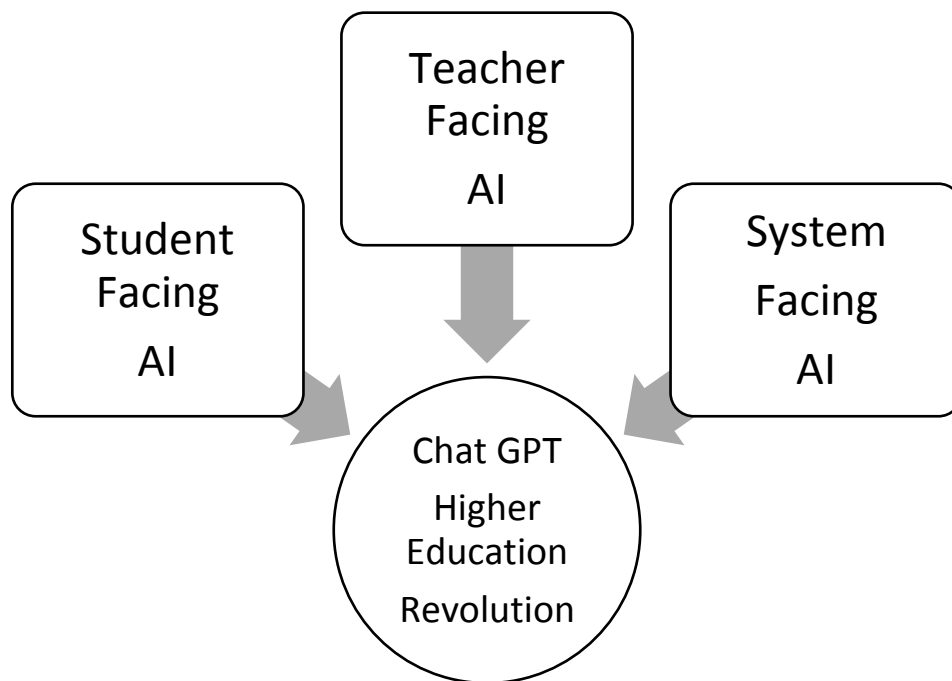 Teacher
Facing
AI
Student
Facing
AI
System
Facing
AI
Chat GPT
Higher
Education
Revolution